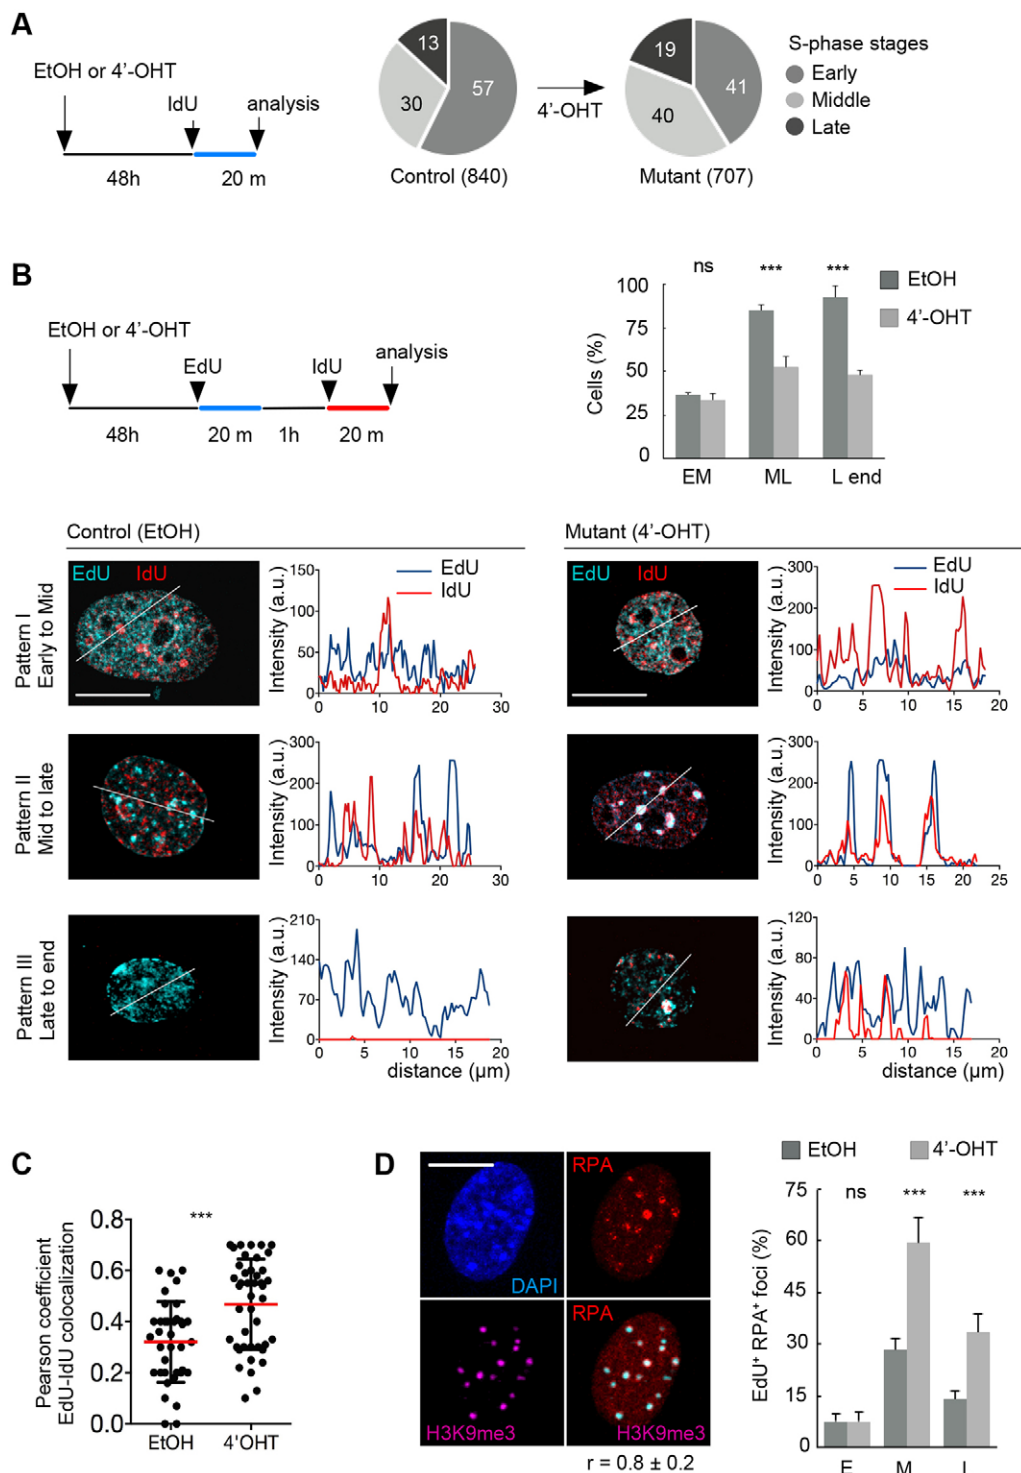 A
EtOH or 4'-OHT
IdU
analysis
48h
20 m
13
57
30
Control (840)
4'-OHT
19
41
40
Mutant (707)
S-phase stages
Early
Middle
Late
B
EtOH or 4'-OHT
EdU
IdU
analysis
48h
20 m
1h
20 m
Cells (%)
100
75
50
25
0
ns
***
***
EM
ML
L end
EtOH
4'-OHT
Control (EtOH)
Mutant (4'-OHT)
Pattern I
Early to Mid
EdU IdU
Intensity (a.u.)
150
100
50
0
0 10 20 30
EdU
IdU
EdU IdU
Intensity (a.u.)
300
200
100
0
0 5 10 15 20
EdU
IdU
Pattern II
Mid to late
Intensity (a.u.)
300
200
100
0
0 10 20 30
Intensity (a.u.)
300
200
100
0
0 5 10 15 20 25
Pattern III
Late to end
Intensity (a.u.)
210
140
70
0
0 5 10 15 20
distance (µm)
Intensity (a.u.)
120
80
40
0
0 5 10 15 20
distance (µm)
C
Pearson coefficient
EdU-IdU colocalization
0.8
0.6
0.4
0.2
0.0
***
EtOH
4'OHT
D
DAPI
RPA
H3K9me3
RPA
H3K9me3
r = 0.8 ± 0.2
EtOH
4'-OHT
EdU⁺ RPA⁺ foci (%)
75
60
45
30
15
0
ns
***
***
E
M
L